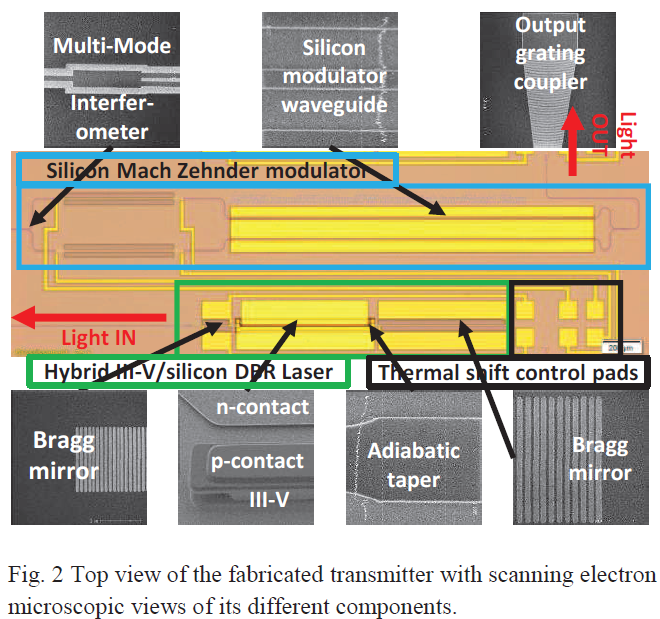 Multi-Mode
Interfer-
ometer
Silicon
modulator
waveguide
Output
grating
coupler
Light
OUT
Silicon Mach Zehnder modulator
Light IN
20 µm
Hybrid III-V/silicon DBR Laser
Thermal shift control pads
Bragg
mirror
n-contact
p-contact
III-V
Adiabatic
taper
Bragg
mirror
Fig. 2 Top view of the fabricated transmitter with scanning electron
microscopic views of its different components.